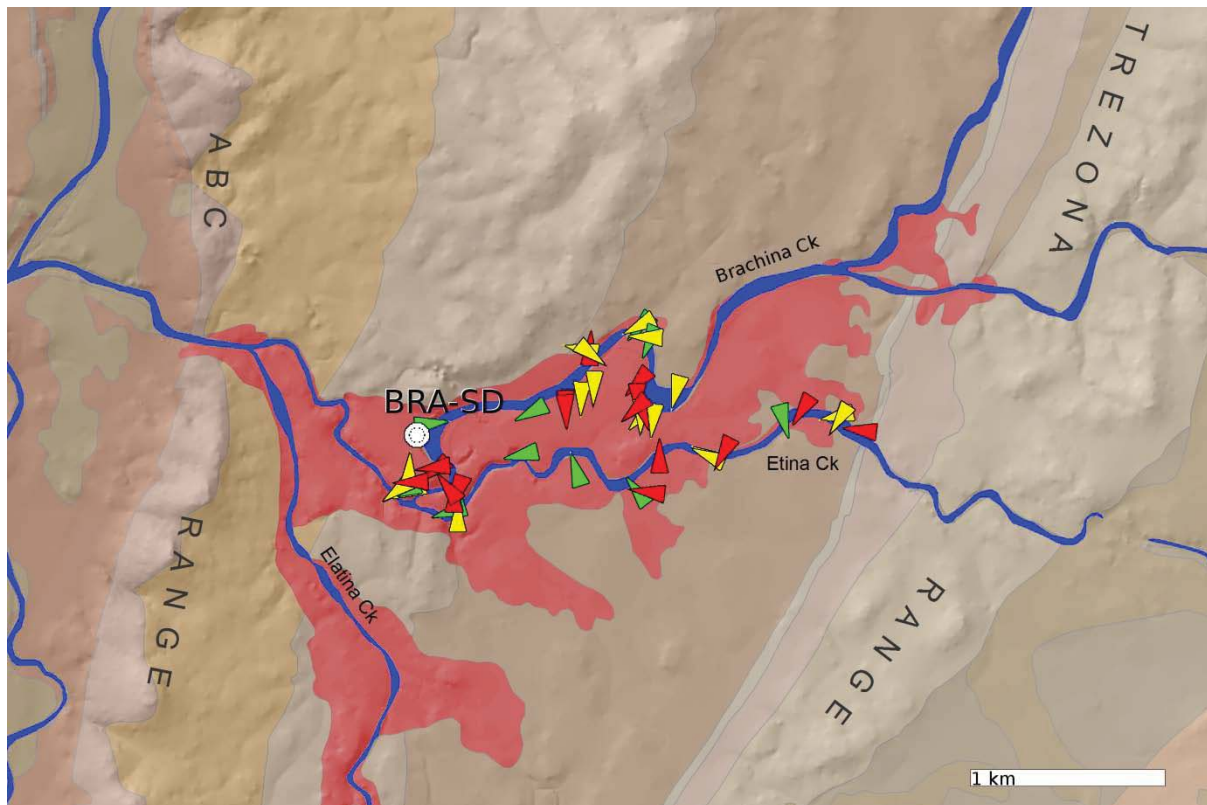 TREZONA
ABC
Brachina Ck
BRA-SD
Etina Ck
RANGE
Elatina Ck
RANGE
1 km